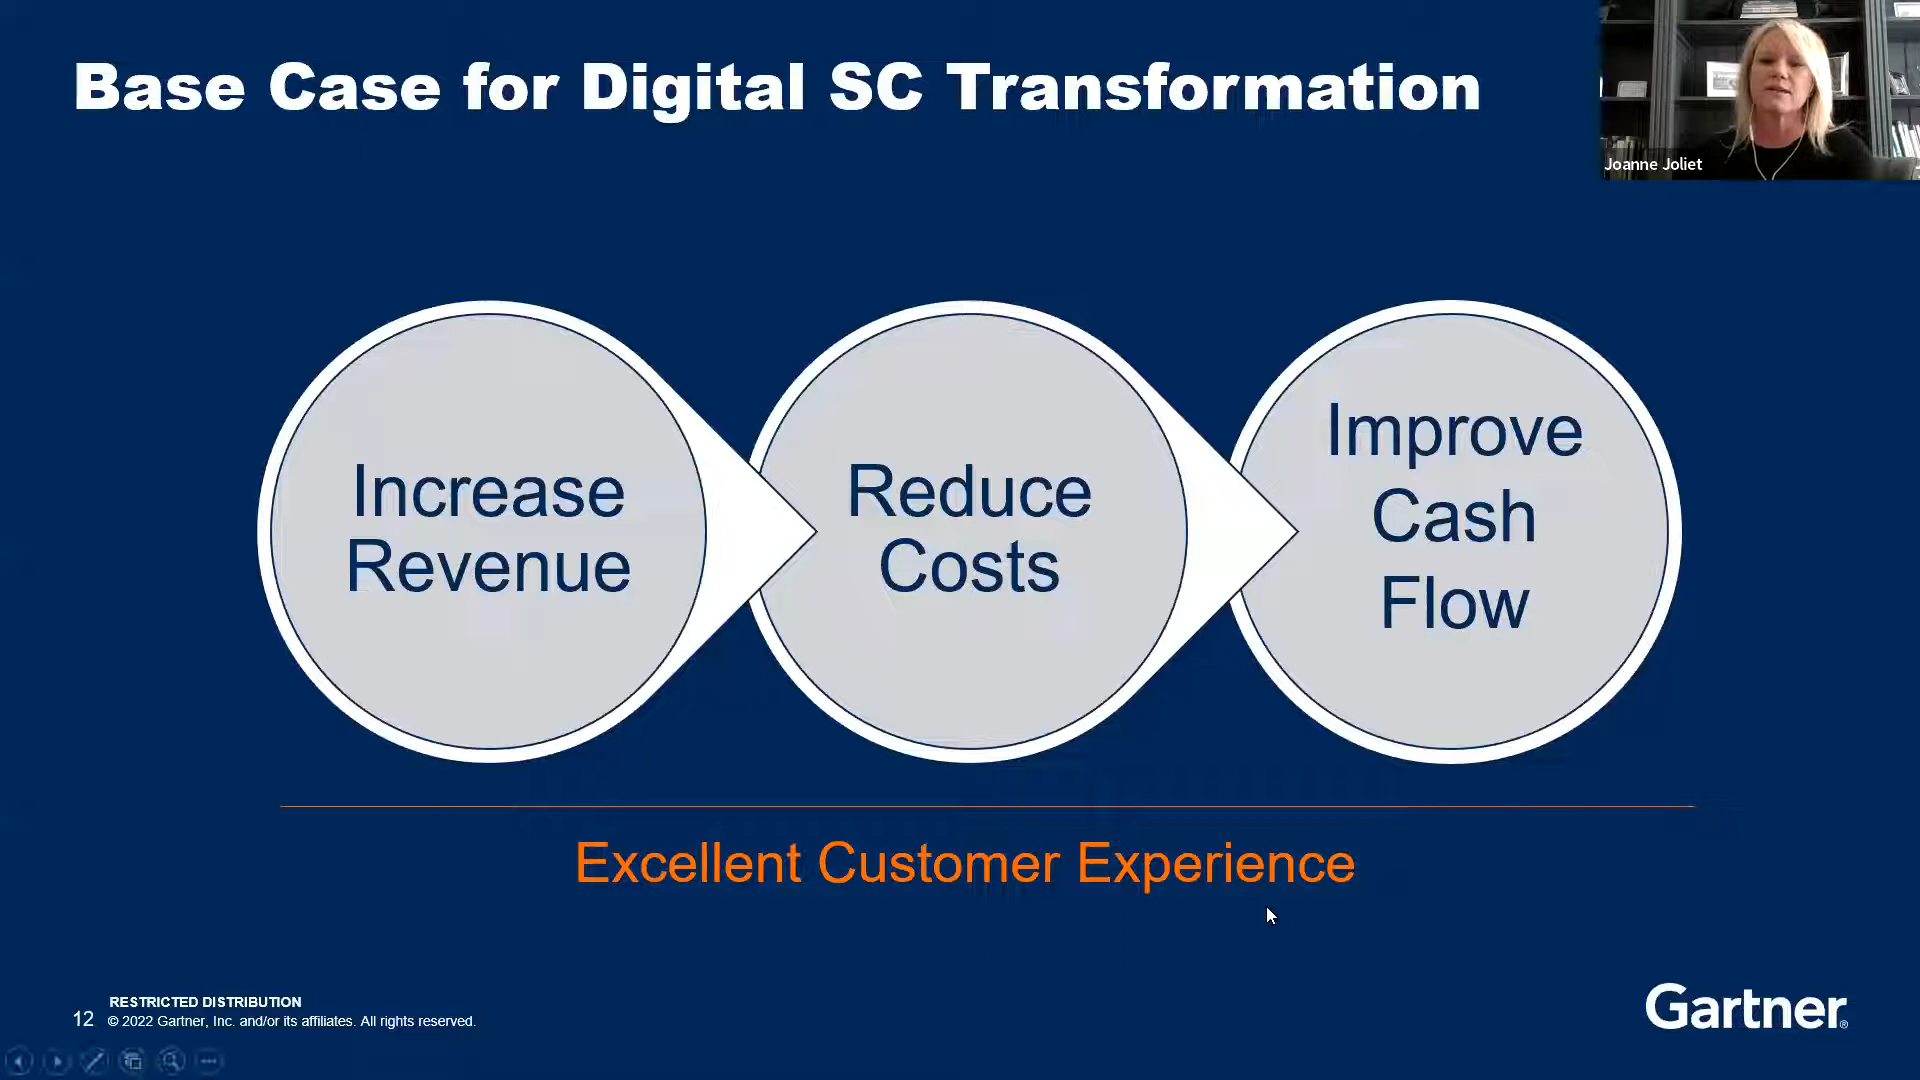 Base Case for Digital SC Transformation
Joanne Joliet
Increase
Revenue
Reduce
Costs
Improve
Cash
Flow
Excellent Customer Experience
RESTRICTED DISTRIBUTION
12 © 2022 Gartner, Inc. and/or its affiliates. All rights reserved.
Gartner®